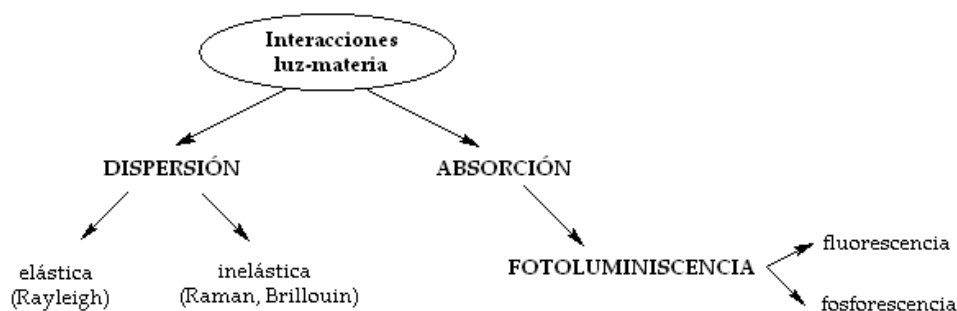 Interacciones
luz-materia
DISPERSIÓN
ABSORCIÓN
elástica
(Rayleigh)
inelástica
(Raman, Brillouin)
FOTOLUMINISCENCIA
fluorescencia
fosforescencia